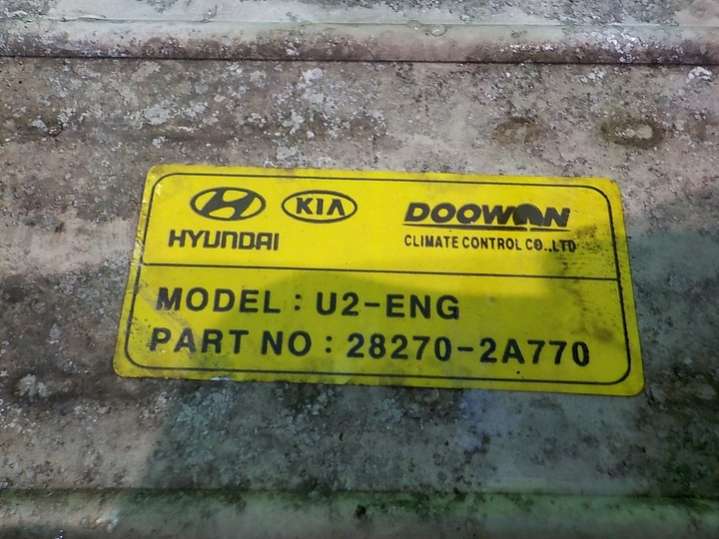 HYUNDAI KIA DOOWON
CLIMATE CONTROL CO.,LTD
MODEL : U2-ENG
PART NO : 28270-2A770